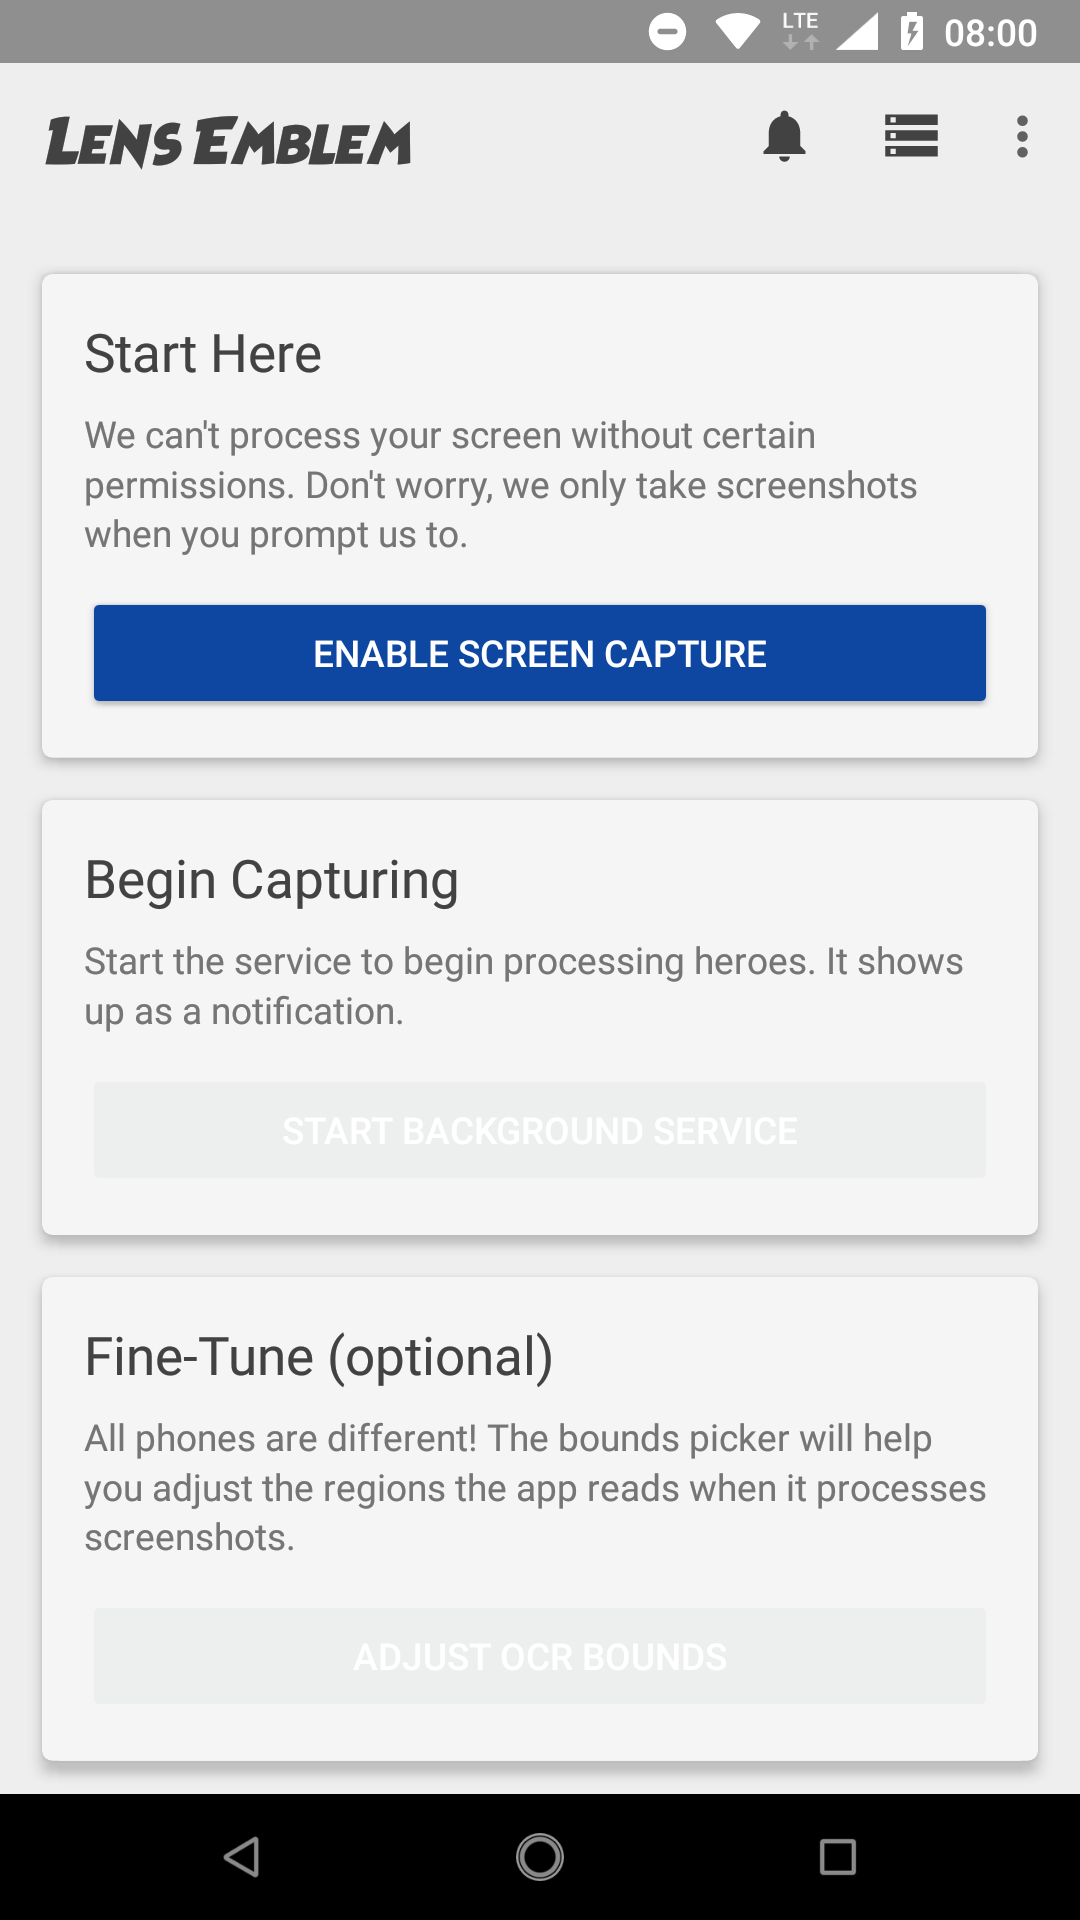 LTE
08:00
LENS EMBLEM
Start Here
We can't process your screen without certain
permissions. Don't worry, we only take screenshots
when you prompt us to.
ENABLE SCREEN CAPTURE
Begin Capturing
Start the service to begin processing heroes. It shows
up as a notification.
START BACKGROUND SERVICE
Fine-Tune (optional)
All phones are different! The bounds picker will help
you adjust the regions the app reads when it processes
screenshots.
ADJUST OCR BOUNDS